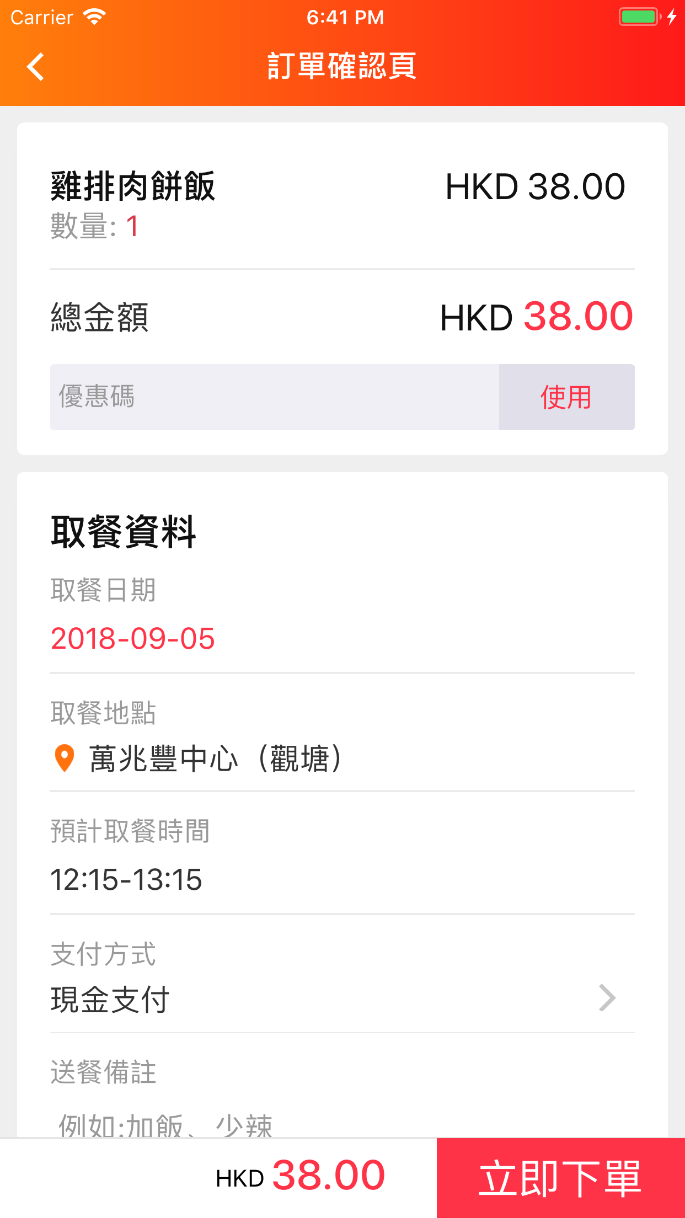 Carrier 6:41 PM
訂單確認頁
雞排肉餅飯 HKD 38.00
數量: 1
總金額 HKD 38.00
優惠碼 使用
取餐資料
取餐日期
2018-09-05
取餐地點
萬兆豐中心（觀塘）
預計取餐時間
12:15-13:15
支付方式
現金支付
送餐備註
例如:加飯、少辣
HKD 38.00 立即下單